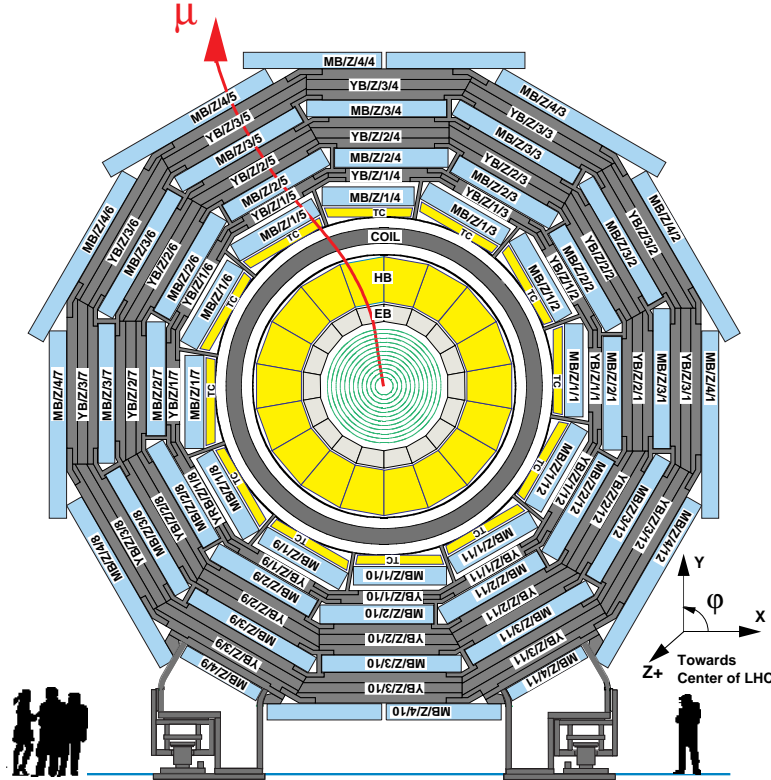 μ
MB/Z/4/4
YB/Z/3/4
MB/Z/3/4
YB/Z/2/4
MB/Z/2/4
YB/Z/1/4
MB/Z/1/4
TC
MB/Z/4/5
YB/Z/3/5
MB/Z/3/5
YB/Z/2/5
MB/Z/2/5
YB/Z/1/5
MB/Z/1/5
TC
MB/Z/4/3
YB/Z/3/3
MB/Z/3/3
YB/Z/2/3
MB/Z/2/3
YB/Z/1/3
MB/Z/1/3
TC
MB/Z/4/6
YB/Z/3/6
MB/Z/3/6
YB/Z/2/6
MB/Z/2/6
YB/Z/1/6
MB/Z/1/6
TC
MB/Z/4/2
YB/Z/3/2
MB/Z/3/2
YB/Z/2/2
MB/Z/2/2
YB/Z/1/2
MB/Z/1/2
TC
COIL
HB
EB
MB/Z/4/7
YB/Z/3/7
MB/Z/3/7
YB/Z/2/7
MB/Z/2/7
YB/Z/1/7
MB/Z/1/7
TC
TC
MB/Z/1/1
YB/Z/1/1
MB/Z/2/1
YB/Z/2/1
MB/Z/3/1
YB/Z/3/1
MB/Z/4/1
MB/Z/4/8
YB/Z/3/8
MB/Z/3/8
YB/Z/2/8
MB/Z/2/8
YRB/Z/1/8
MB/Z/1/8
TC
TC
MB/Z/1/12
YB/Z/1/12
MB/Z/2/12
YB/Z/2/12
MB/Z/3/12
YB/Z/3/12
MB/Z/4/12
TC
MB/Z/1/9
YB/Z/1/9
MB/Z/2/9
YB/Z/2/9
MB/Z/3/9
YB/Z/3/9
MB/Z/4/9
TC
MB/Z/1/11
YB/Z/1/11
MB/Z/2/11
YB/Z/2/11
MB/Z/3/11
YB/Z/3/11
MB/Z/4/11
TC
MB/Z/1/10
YB/Z/1/10
MB/Z/2/10
YB/Z/2/10
MB/Z/3/10
YB/Z/3/10
MB/Z/4/10
Y
φ
X
Z+
Towards
Center of LHC